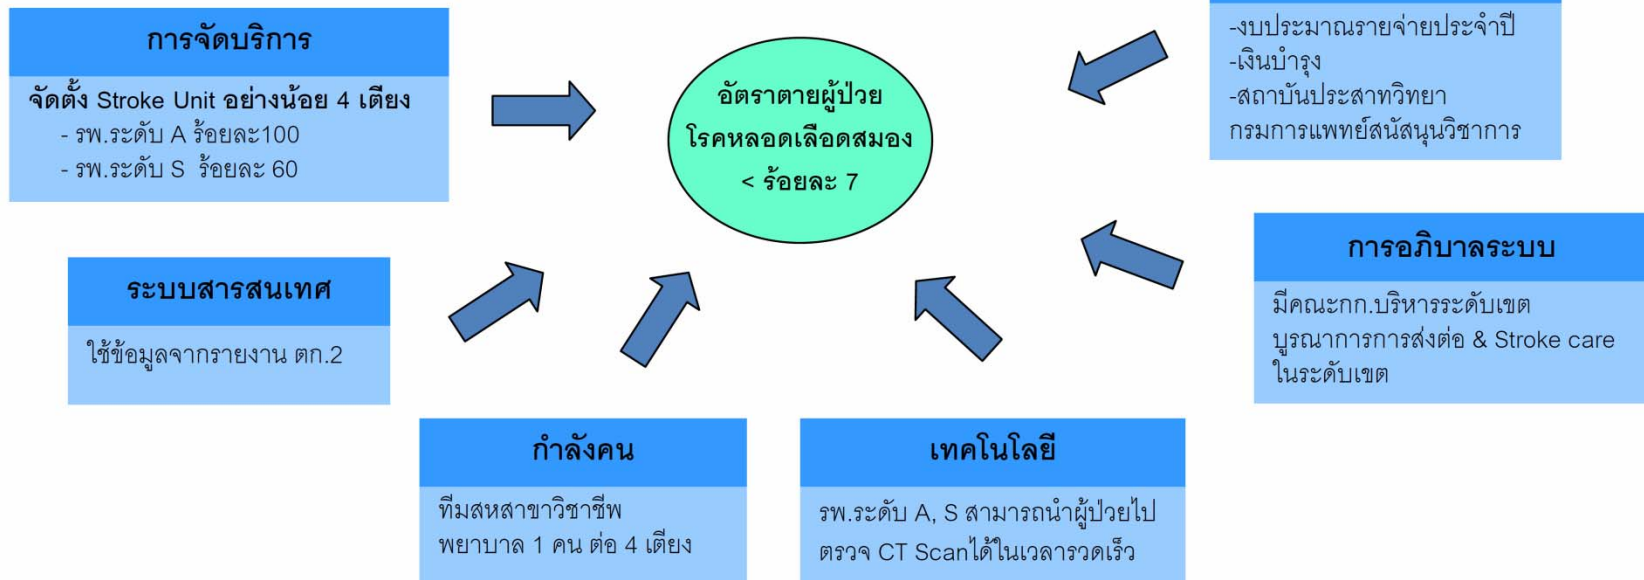 การจัดบริการ
จัดตั้ง Stroke Unit อย่างน้อย 4 เตียง
- รพ.ระดับ A ร้อยละ100
- รพ.ระดับ S ร้อยละ 60
อัตราตายผู้ป่วย
โรคหลอดเลือดสมอง
< ร้อยละ 7
-งบประมาณรายจ่ายประจำปี
-เงินบำรุง
-สถาบันประสาทวิทยา
กรมการแพทย์สนัสนุนวิชาการ
ระบบสารสนเทศ
ใช้ข้อมูลจากรายงาน ตก.2
การอภิบาลระบบ
มีคณะกก.บริหารระดับเขต
บูรณาการการส่งต่อ & Stroke care
ในระดับเขต
กำลังคน
ทีมสหสาขาวิชาชีพ
พยาบาล 1 คน ต่อ 4 เตียง
เทคโนโลยี
รพ.ระดับ A, S สามารถนำผู้ป่วยไป
ตรวจ CT Scanได้ในเวลารวดเร็ว